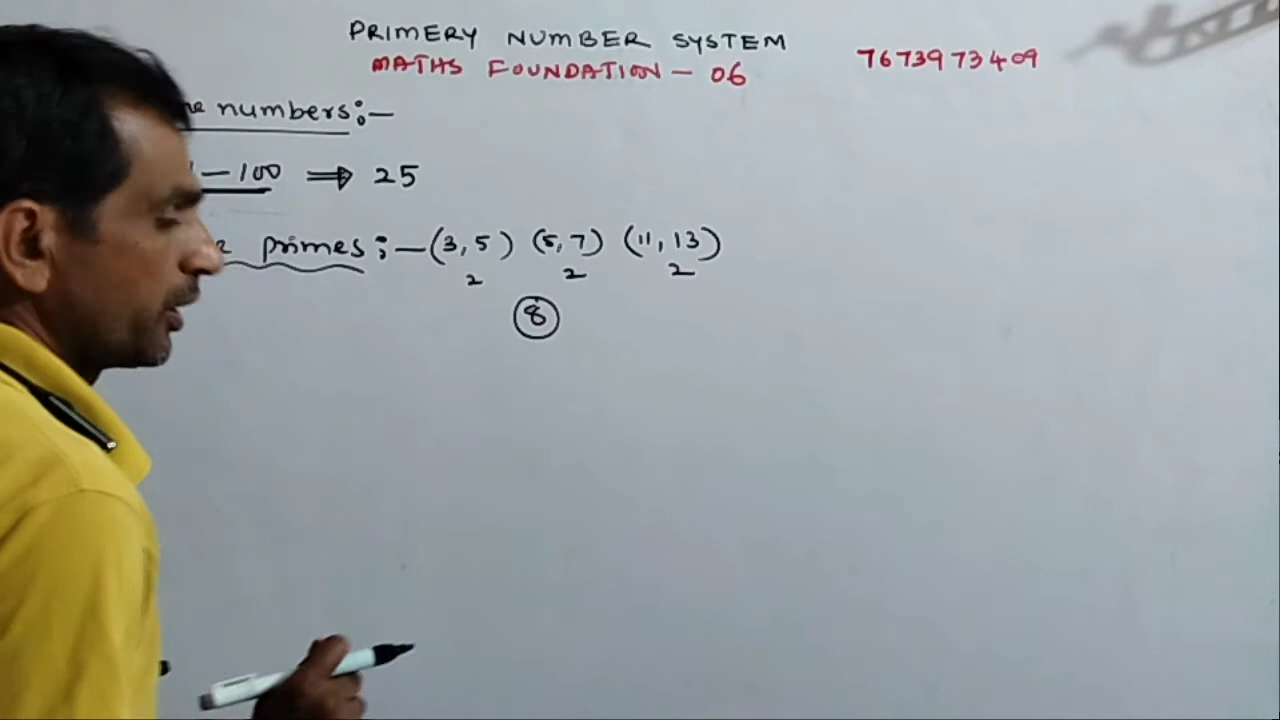 PRIMERY NUMBER SYSTEM
MATHS FOUNDATION - 06
7673973409
numbers:-
1 - 100 ⇒ 25
primes :- (3, 5) (5, 7) (11, 13)
2 2 2
8